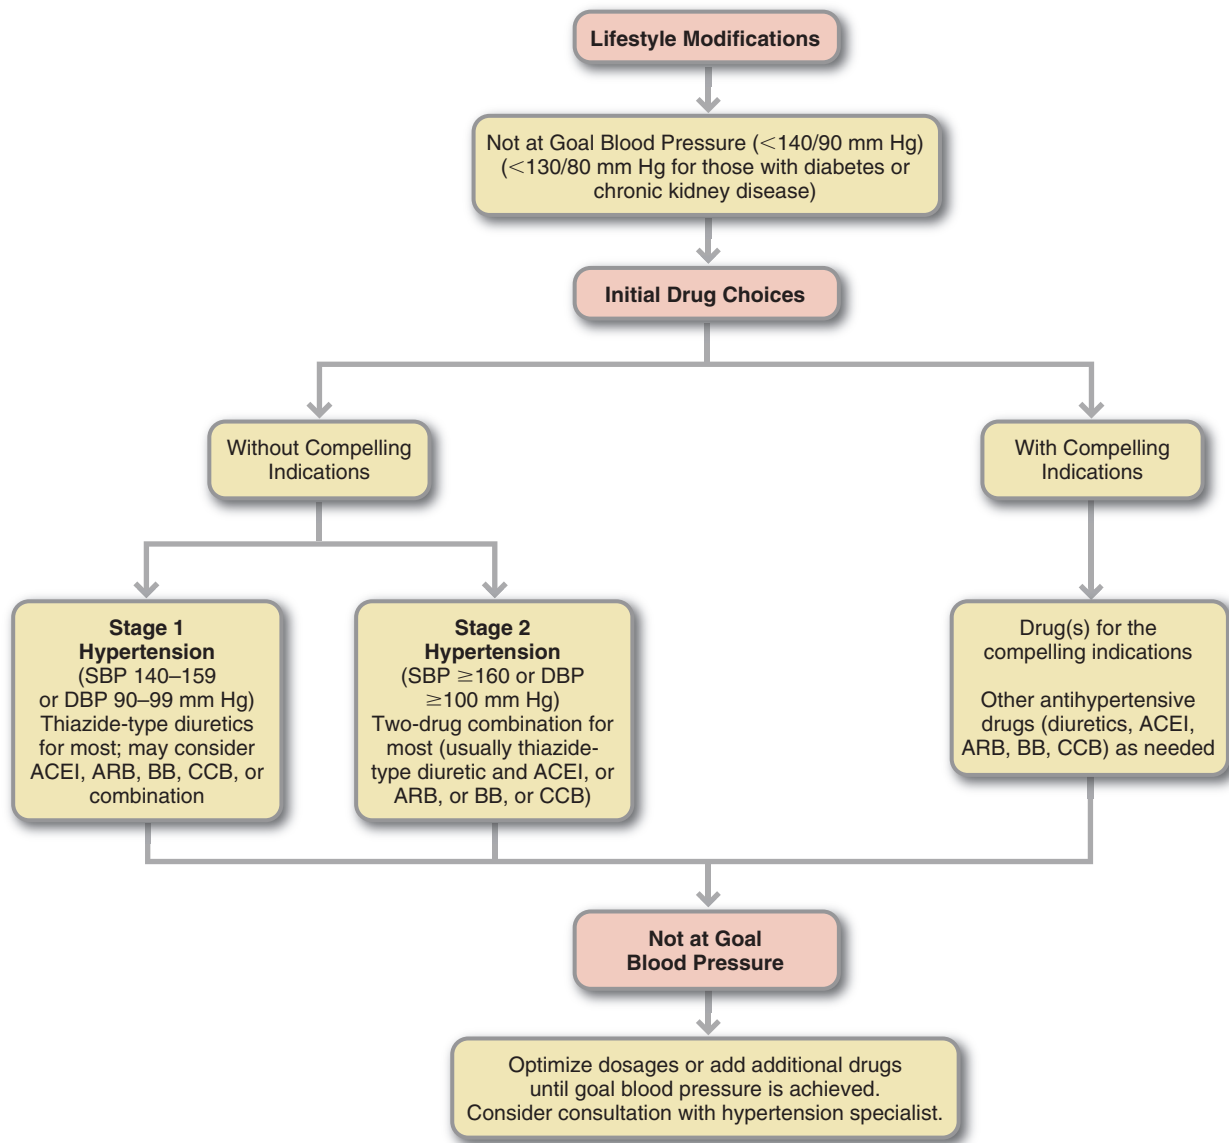 Lifestyle Modifications
Not at Goal Blood Pressure (<140/90 mm Hg)
(<130/80 mm Hg for those with diabetes or
chronic kidney disease)
Initial Drug Choices
Without Compelling
Indications
With Compelling
Indications
Stage 1
Hypertension
(SBP 140–159
or DBP 90–99 mm Hg)
Thiazide-type diuretics
for most; may consider
ACEI, ARB, BB, CCB, or
combination
Stage 2
Hypertension
(SBP ≥160 or DBP
≥100 mm Hg)
Two-drug combination for
most (usually thiazide-
type diuretic and ACEI, or
ARB, or BB, or CCB)
Drug(s) for the
compelling indications
Other antihypertensive
drugs (diuretics, ACEI,
ARB, BB, CCB) as needed
Not at Goal
Blood Pressure
Optimize dosages or add additional drugs
until goal blood pressure is achieved.
Consider consultation with hypertension specialist.